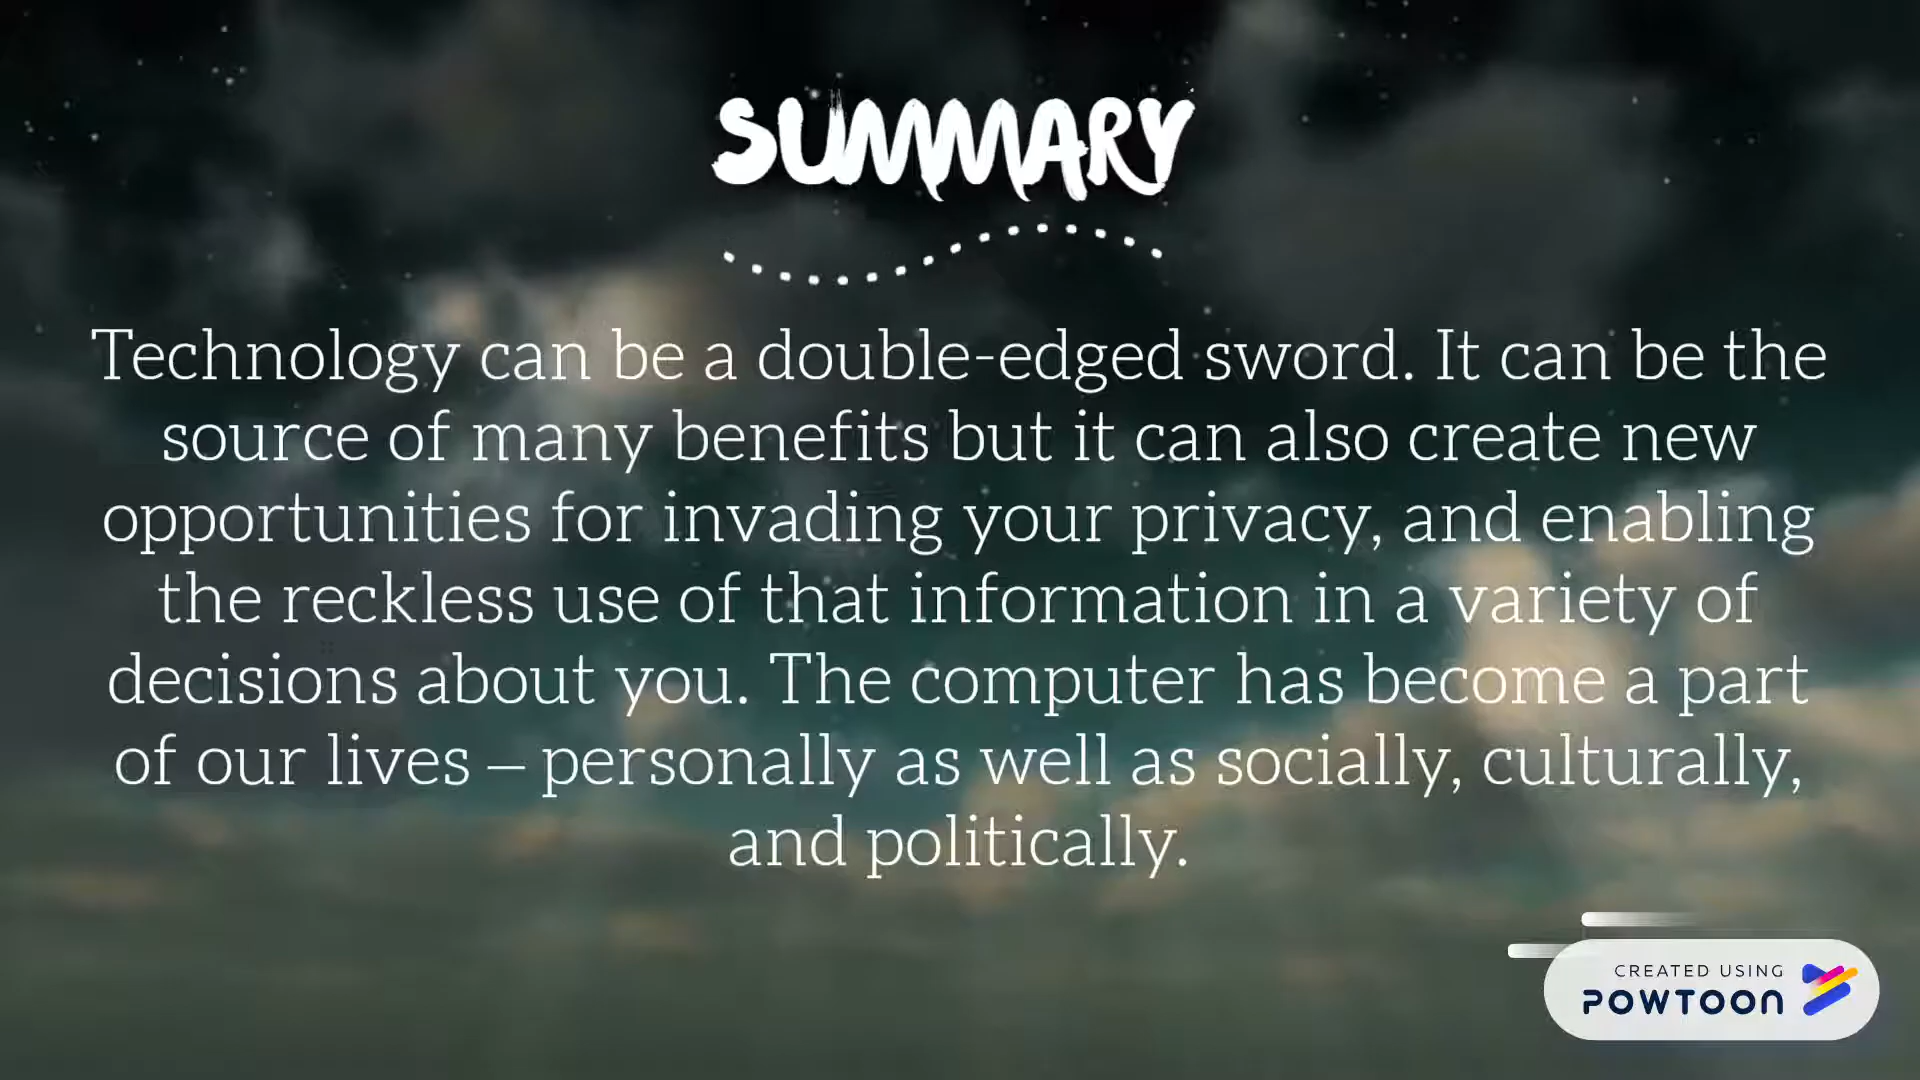 SUMMARY
Technology can be a double-edged sword. It can be the
source of many benefits but it can also create new
opportunities for invading your privacy, and enabling
the reckless use of that information in a variety of
decisions about you. The computer has become a part
of our lives – personally as well as socially, culturally,
and politically.
CREATED USING
POWTOON